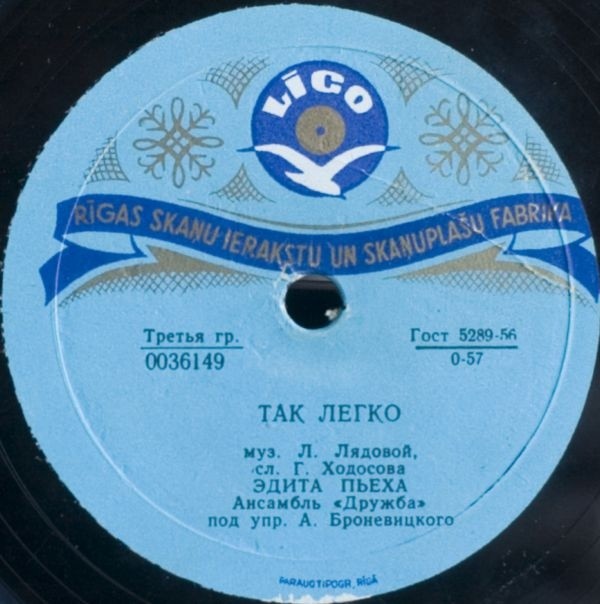 LĪGO
RĪGAS SKAŅU IERAKSTU UN SKAŅUPLAŠU FABRIKA
Третья гр.
0036149
Гост 5289-56
0-57
ТАК ЛЕГКО
муз. Л. Лядовой,
сл. Г. Ходосова
ЭДИТА ПЬЕХА
Ансамбль «Дружба»
под упр. А. Броневицкого
PARAUGTIPOGR, RĪGĀ